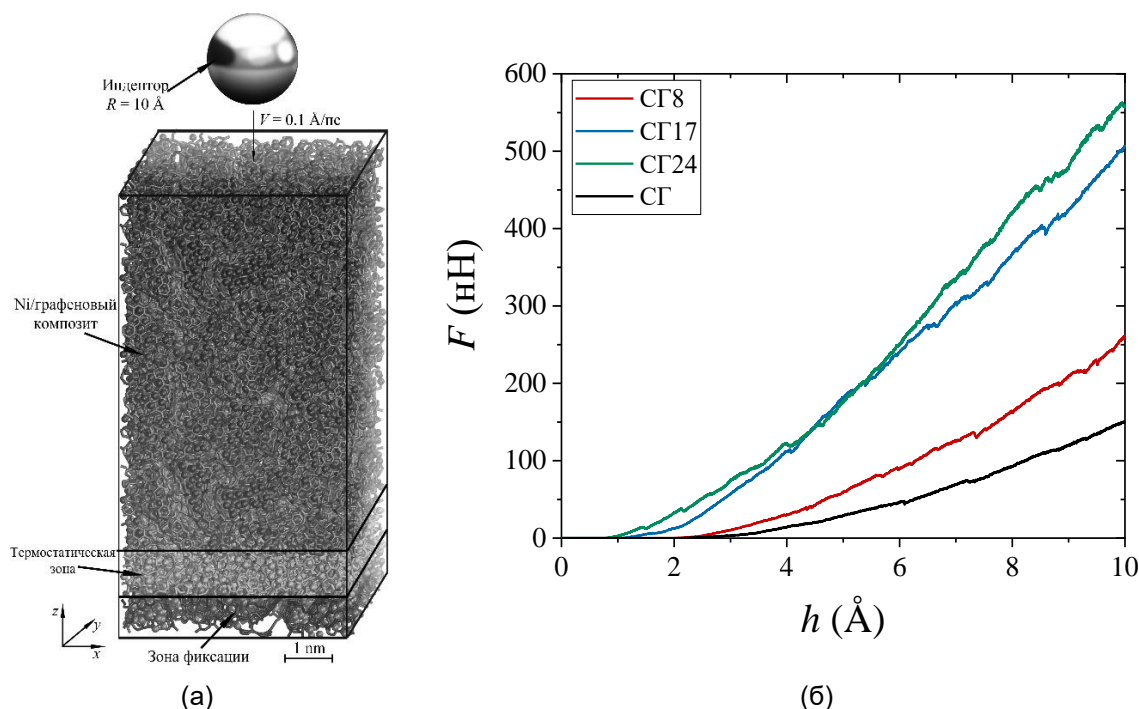 Индентор
R = 10 Å
V = 0.1 Å/пс
Ni/графеновый
композит
Термостатическая
зона
z
y
x
Зона фиксации
1 nm
(а)
600
500
400
300
200
100
0
F (нН)
СГ8
СГ17
СГ24
СГ
0 2 4 6 8 10
h (Å)
(б)